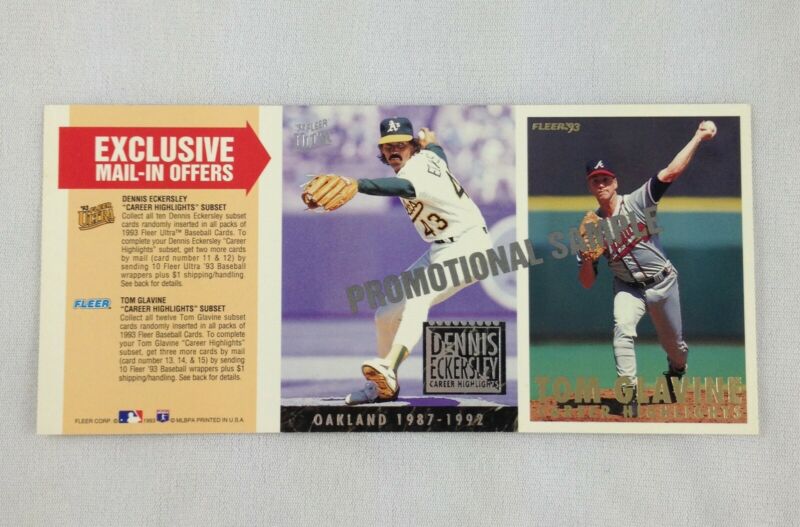 EXCLUSIVE
MAIL-IN OFFERS
'93 FLEER
ULTRA
DENNIS ECKERSLEY
"CAREER HIGHLIGHTS" SUBSET
Collect all ten Dennis Eckersley subset
cards randomly inserted in all packs of
1993 Fleer Ultra™ Baseball Cards. To
complete your Dennis Eckersley "Career
Highlights" subset, get two more cards
by mail (card number 11 & 12) by
sending 10 Fleer Ultra '93 Baseball
wrappers plus $1 shipping/handling.
See back for details.
FLEER
TOM GLAVINE
"CAREER HIGHLIGHTS" SUBSET
Collect all twelve Tom Glavine subset
cards randomly inserted in all packs of
1993 Fleer Baseball Cards. To complete
your Tom Glavine "Career Highlights"
subset, get three more cards by mail
(card number 13, 14, & 15) by sending
10 Fleer '93 Baseball wrappers plus $1
shipping/handling. See back for details.
FLEER CORP. © 1993 © MLBPA PRINTED IN U.S.A.
'93 FLEER
ULTRA
A's
43
PROMOTIONAL SAMPLE
DENNIS
ECKERSLEY
CAREER HIGHLIGHTS
OAKLAND 1987-1992
FLEER '93
A
TOM GLAVINE
CAREER HIGHLIGHTS